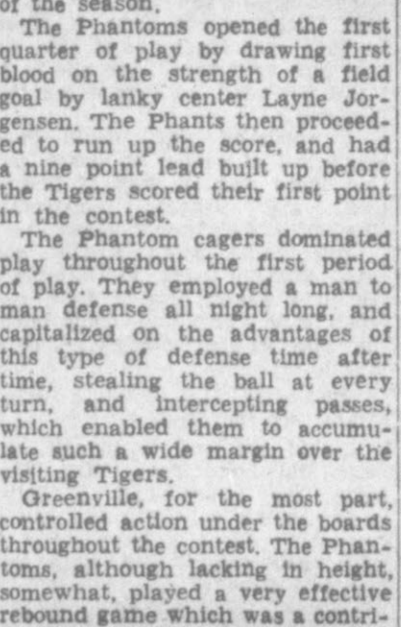 of the season.
The Phantoms opened the first
quarter of play by drawing first
blood on the strength of a field
goal by lanky center Layne Jor-
gensen. The Phants then proceed-
ed to run up the score, and had
a nine point lead built up before
the Tigers scored their first point
in the contest.
The Phantom cagers dominated
play throughout the first period
of play. They employed a man to
man defense all night long, and
capitalized on the advantages of
this type of defense time after
time, stealing the ball at every
turn, and intercepting passes,
which enabled them to accumu-
late such a wide margin over the
visiting Tigers.
Greenville, for the most part,
controlled action under the boards
throughout the contest. The Phan-
toms, although lacking in height,
somewhat, played a very effective
rebound game which was a contri-